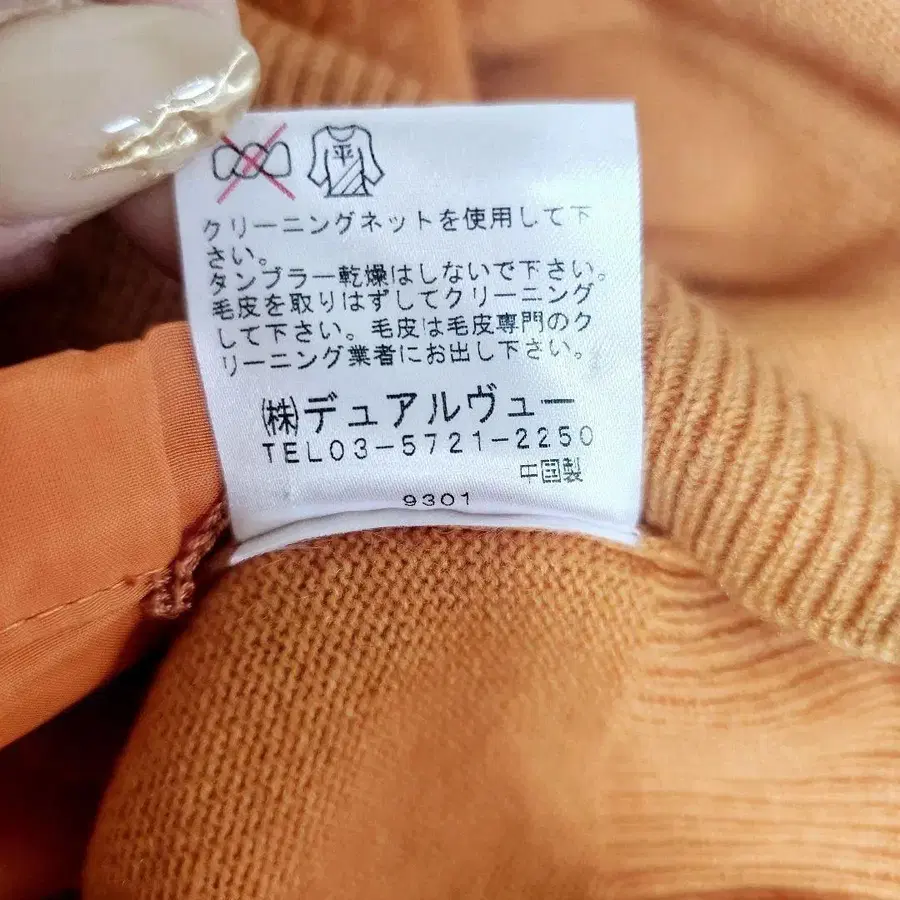 平
クリーニングネットを使用して下
さい。
タンブラー乾燥はしないで下さい。
毛皮を取りはずしてクリーニング
して下さい。毛皮は毛皮専門のク
リーニング業者にお出し下さい。
㈱デュアルヴュー
TEL03-5721-2250
中国製
9301